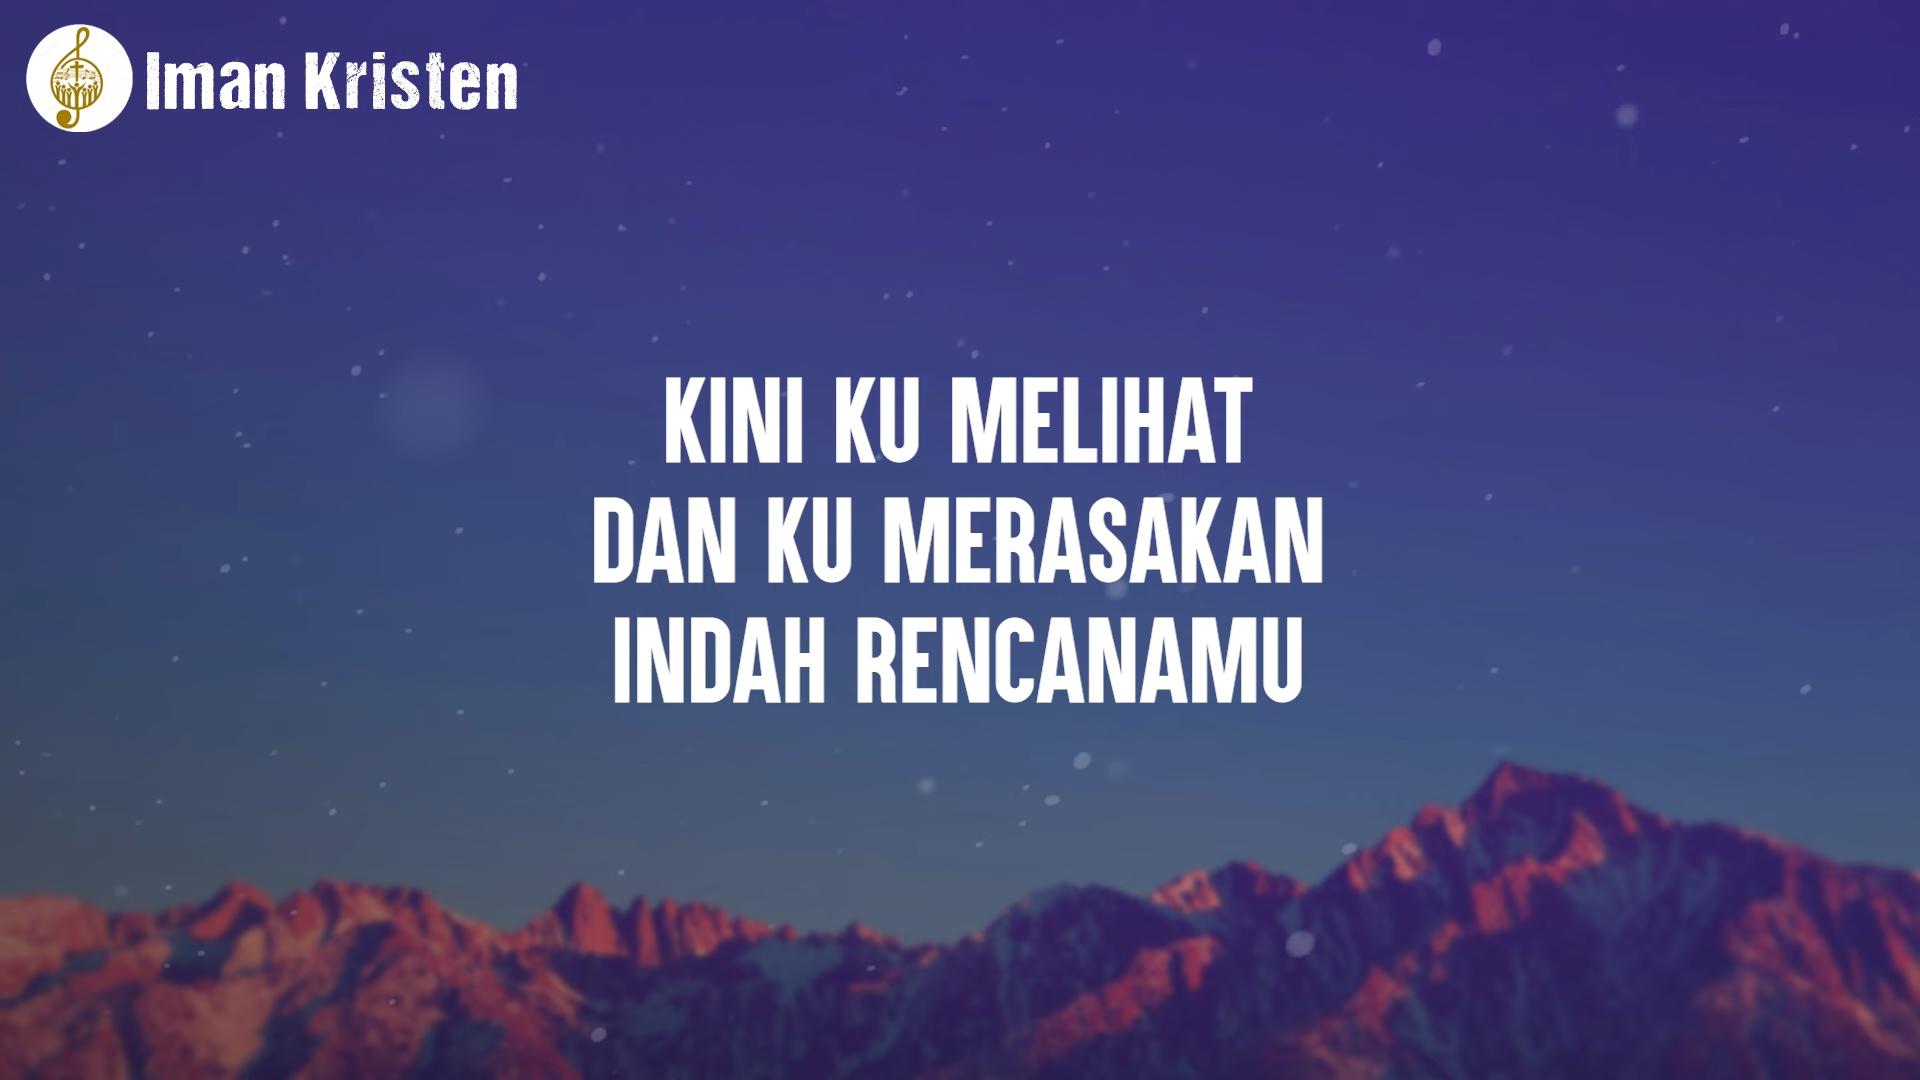 Iman Kristen
KINI KU MELIHAT
DAN KU MERASAKAN
INDAH RENCANAMU